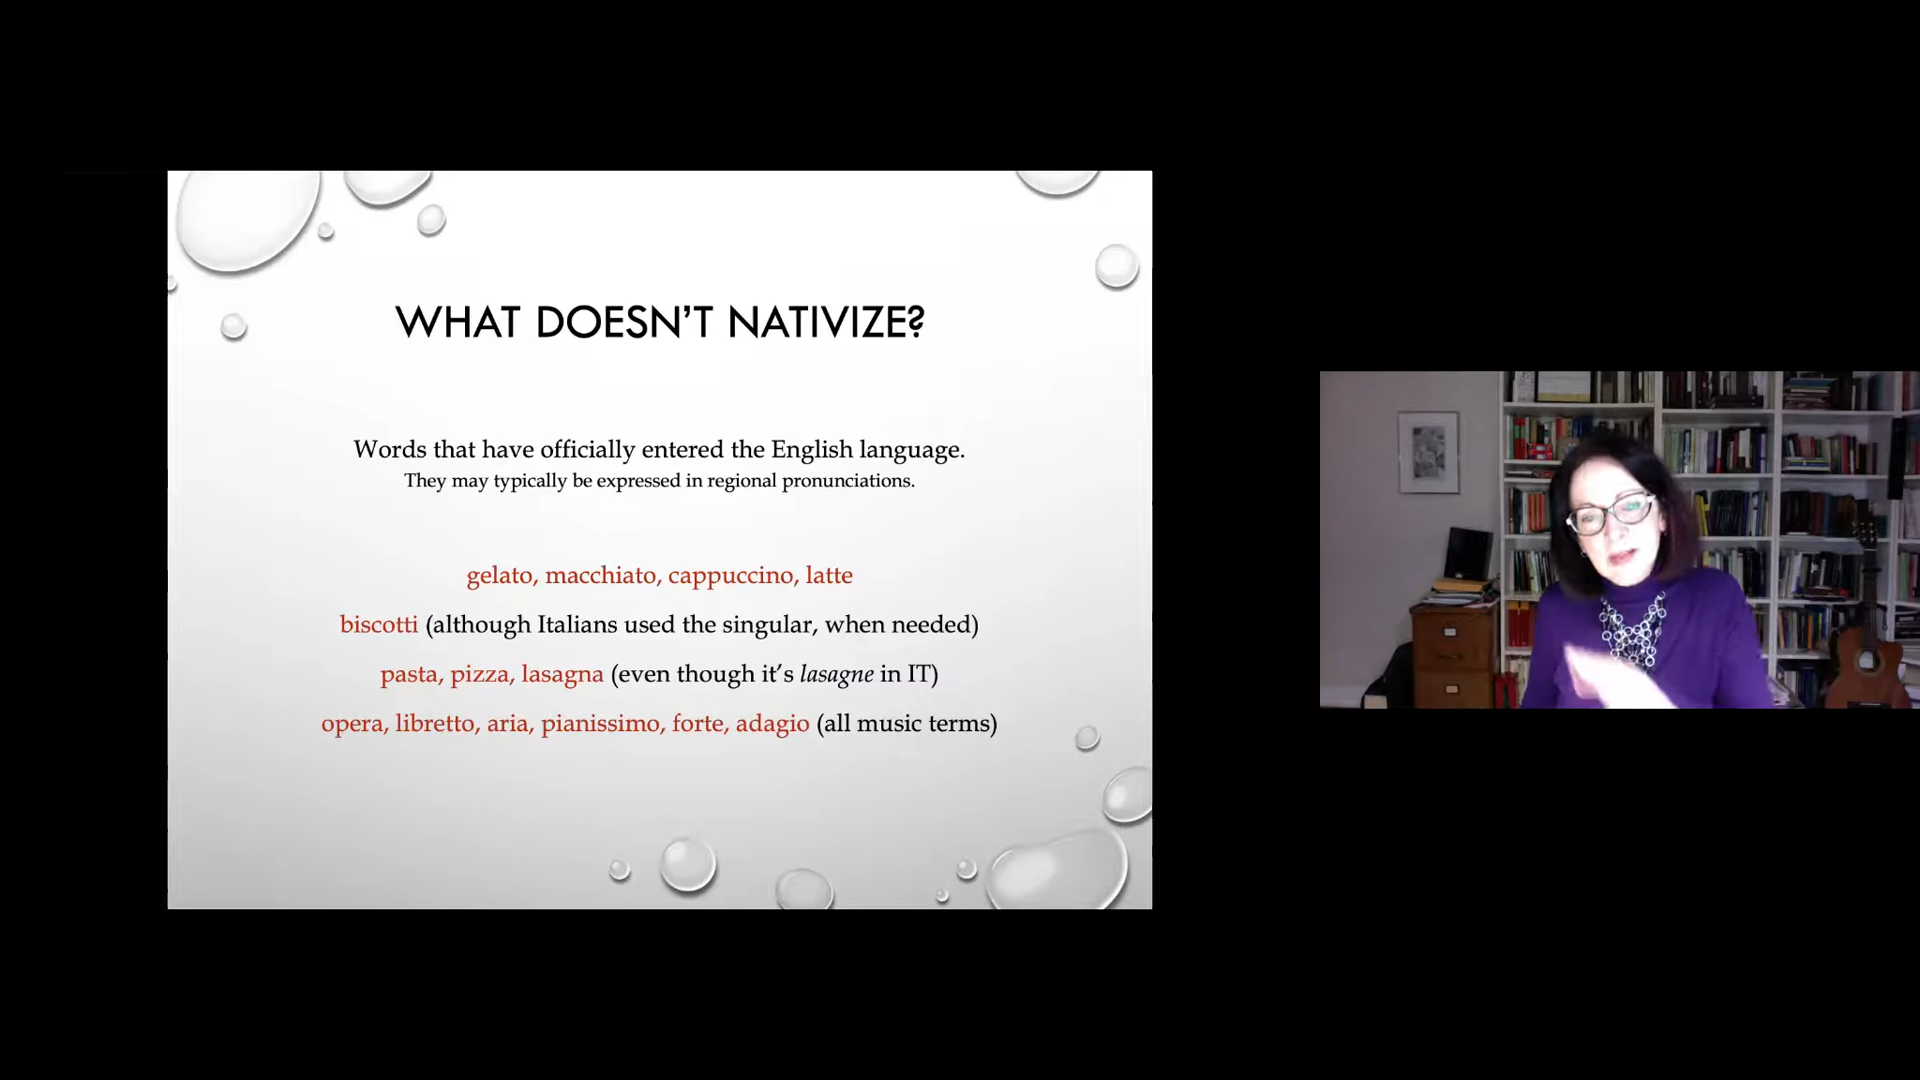 WHAT DOESN'T NATIVIZE?
Words that have officially entered the English language.
They may typically be expressed in regional pronunciations.
gelato, macchiato, cappuccino, latte
biscotti (although Italians used the singular, when needed)
pasta, pizza, lasagna (even though it's lasagne in IT)
opera, libretto, aria, pianissimo, forte, adagio (all music terms)